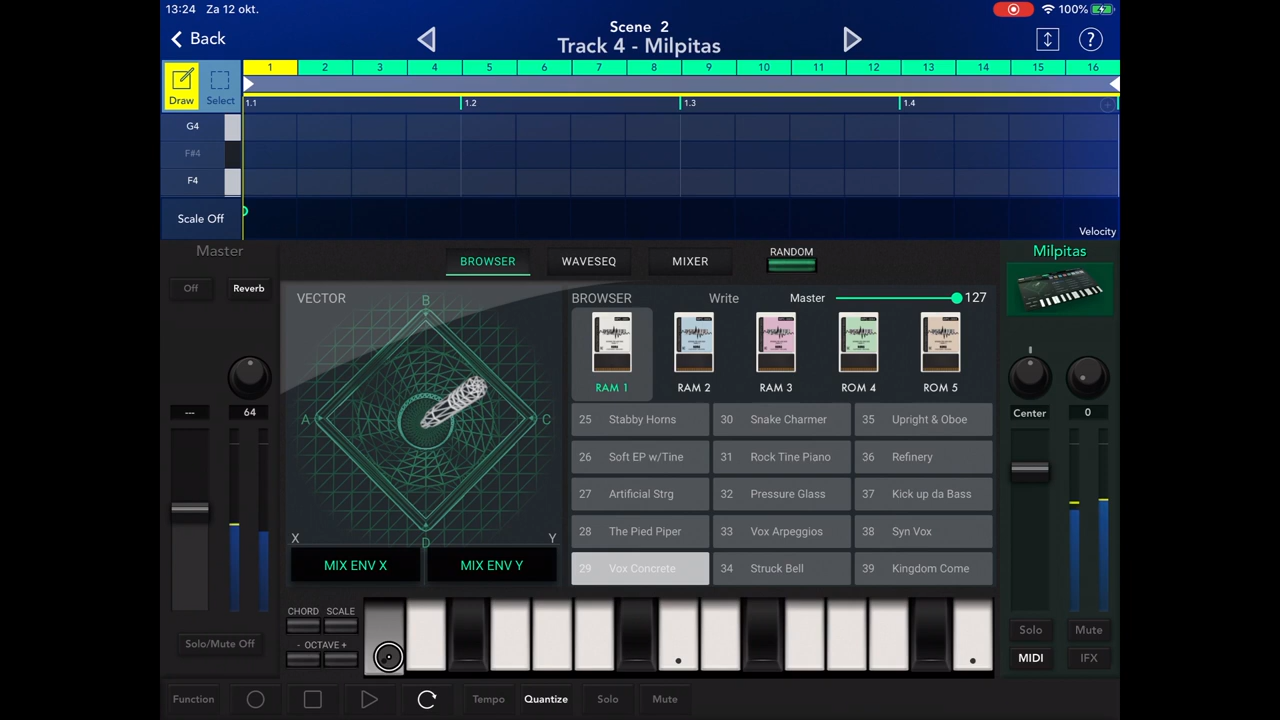 13:24 Za 12 okt. 100%
Back Scene 2
Track 4 - Milpitas ?
1 2 3 4 5 6 7 8 9 10 11 12 13 14 15 16
Draw Select
1.1 1.2 1.3 1.4
G4
F#4
F4
Scale Off
Velocity
Master BROWSER WAVESEQ MIXER RANDOM Milpitas
Off Reverb
VECTOR BROWSER Write Master 127
B
A C
D
X Y
MIX ENV X MIX ENV Y
RAM 1 RAM 2 RAM 3 ROM 4 ROM 5
25 Stabby Horns 30 Snake Charmer 35 Upright & Oboe
26 Soft EP w/Tine 31 Rock Tine Piano 36 Refinery
27 Artificial Strg 32 Pressure Glass 37 Kick up da Bass
28 The Pied Piper 33 Vox Arpeggios 38 Syn Vox
29 Vox Concrete 34 Struck Bell 39 Kingdom Come
--- 64 Center 0
CHORD SCALE
- OCTAVE +
Solo/Mute Off
Solo Mute
MIDI IFX
Function Tempo Quantize Solo Mute